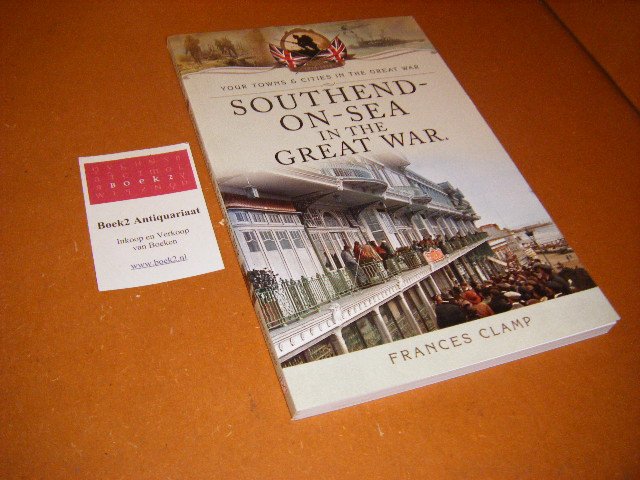 YOUR TOWNS & CITIES IN THE GREAT WAR
SOUTHEND-
ON-SEA
IN THE
GREAT WAR.
FRANCES CLAMP
BOEK2
Boek2 Antiquariaat
Inkoop en Verkoop
van Boeken
www.boek2.nl